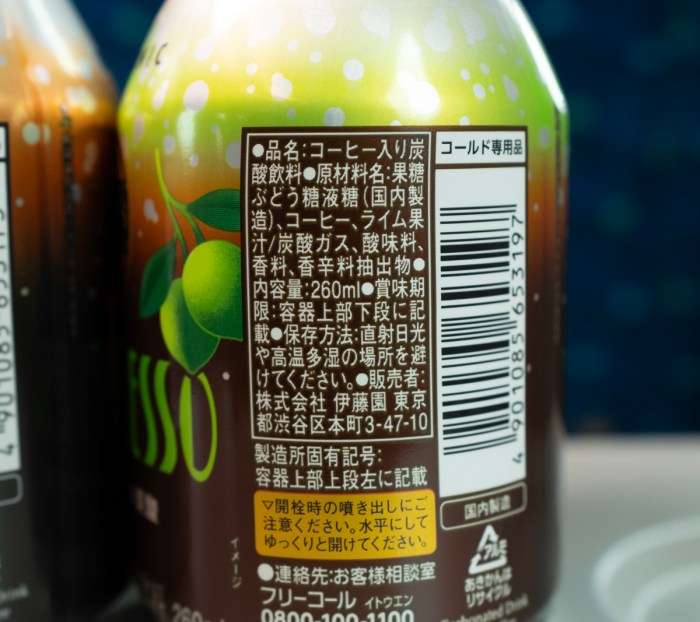 ●品名:コーヒー入り炭
酸飲料●原材料名:果糖
ぶどう糖液糖(国内製
造)、コーヒー、ライム果
汁/炭酸ガス、酸味料、
香料、香辛料抽出物●
内容量:260ml●賞味期
限:容器上部下段に記
載●保存方法:直射日光
や高温多湿の場所を避
けてください。●販売者:
株式会社 伊藤園 東京
都渋谷区本町3-47-10
製造所固有記号:
容器上部上段左に記載
▽開栓時の噴き出しにご
注意ください。水平にして
ゆっくりと開けてください。
●連絡先:お客様相談室
フリーコール イトウエン
0800-100-1100
コールド専用品
4 901085 653197
国内製造
アルミ
あきかんは
リサイクル
Carbonated Drink
ESSO
イメージ